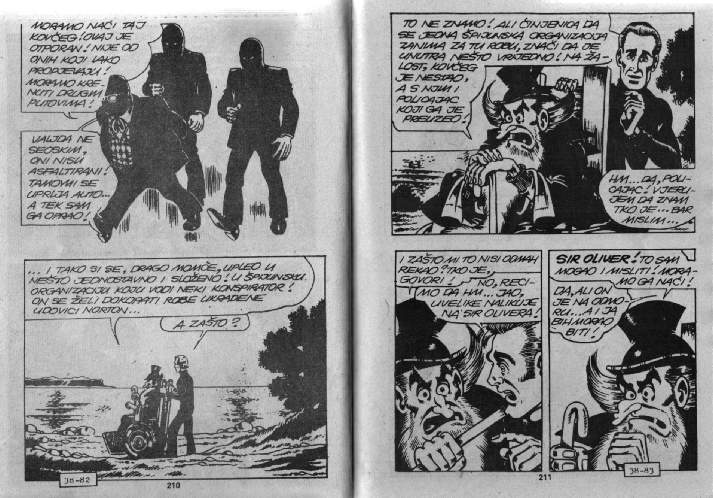 MORAMO NAĆI TAJ
KOVČEG! OVAJ JE
OTPORAN! NIJE OD
ONIH KOJI LAKO
PROPJEVAJU!
MORAMO KRE-
NUTI DRUGIM
PUTOVIMA!
VALJDA NE
SEOSKIM,
ONI NISU
ASFALTIRANI!
TAMO MI SE
UPRLJA AUTO...
A TEK SAM
GA OPRAO!
... I TAKO SI SE, DRAGO MOMČE, UPLEO U
NEŠTO JEDNOSTAVNO I SLOŽENO! U ŠPIJUNSKU
ORGANIZACIJU KOJU VODI NEKI KONSPIRATOR!
ON SE ŽELI DOKOPATI ROBE UKRADENE
UDOVICI NORTON...
A ZAŠTO?
38-82
210
TO NE ZNAMO! ALI ČINJENICA DA
SE JEDNA ŠPIJUNSKA ORGANIZACIJA
ZANIMA ZA TU ROBU, ZNAČI DA JE
UNUTRA NEŠTO VRIJEDNO! NA ŽA-
LOST, KOVČEG
JE NESTAO,
A S NJIM I
POLICAJAC
KOJI GA JE
PREUZEO!
HM... DA, POLI-
CAJAC! VJERU-
JEM DA ZNAM
TKO JE... BAR
MISLIM...
I ZAŠTO MI TO NISI ODMAH
REKAO? TKO JE,
GOVORI!
NO, RECI-
MO DA HM... JAO,
UVELIKE NALIKUJE
NA SIR OLIVERA!
SIR OLIVER! TO SAM
MOGAO I MISLITI! MORA-
MO GA NAĆI!
DA, ALI ON
JE NA ODMO-
RU... A I JA
BIH MORAO
BITI!
211
38-83